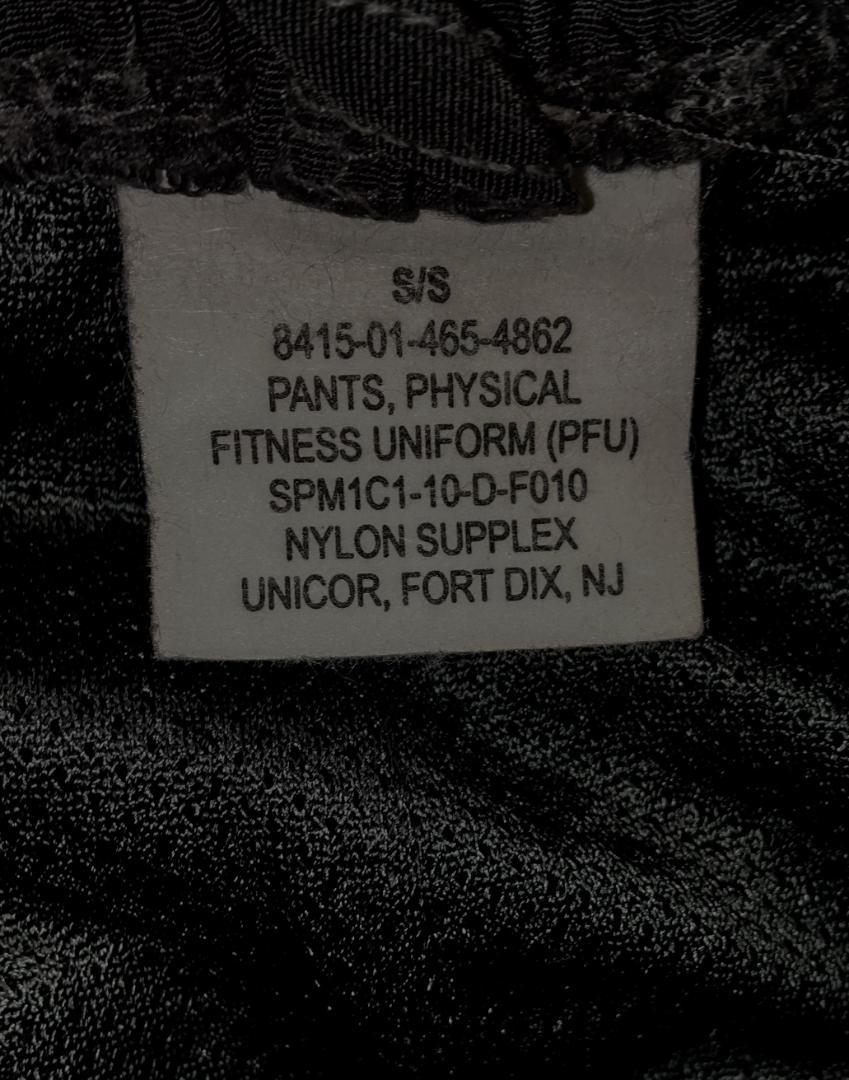 S/S
8415-01-465-4862
PANTS, PHYSICAL
FITNESS UNIFORM (PFU)
SPM1C1-10-D-F010
NYLON SUPPLEX
UNICOR, FORT DIX, NJ